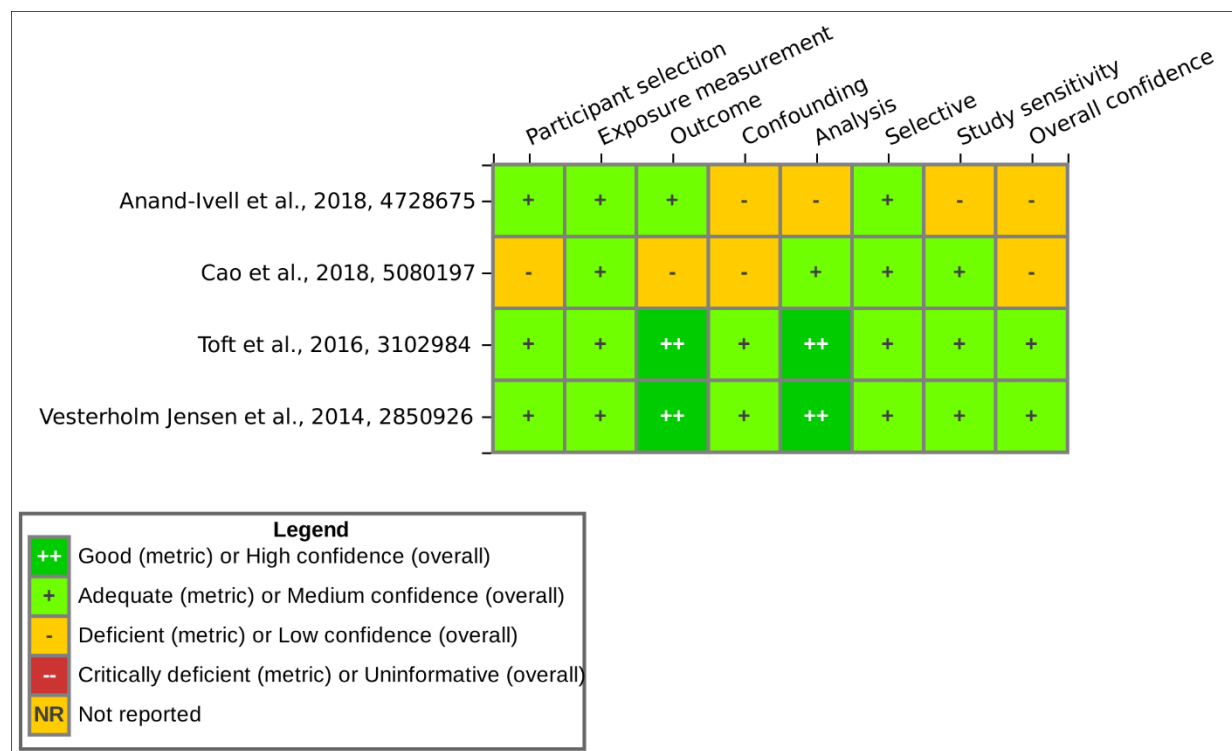 Participant selection
Exposure measurement
Outcome
Confounding
Analysis
Selective
Study sensitivity
Overall confidence
Anand-Ivell et al., 2018, 4728675 + + + - - + - -
Cao et al., 2018, 5080197 - + - - + + + -
Toft et al., 2016, 3102984 + + ++ + ++ + + +
Vesterholm Jensen et al., 2014, 2850926 + + ++ + ++ + + +
Legend
++ Good (metric) or High confidence (overall)
+ Adequate (metric) or Medium confidence (overall)
- Deficient (metric) or Low confidence (overall)
-- Critically deficient (metric) or Uninformative (overall)
NR Not reported